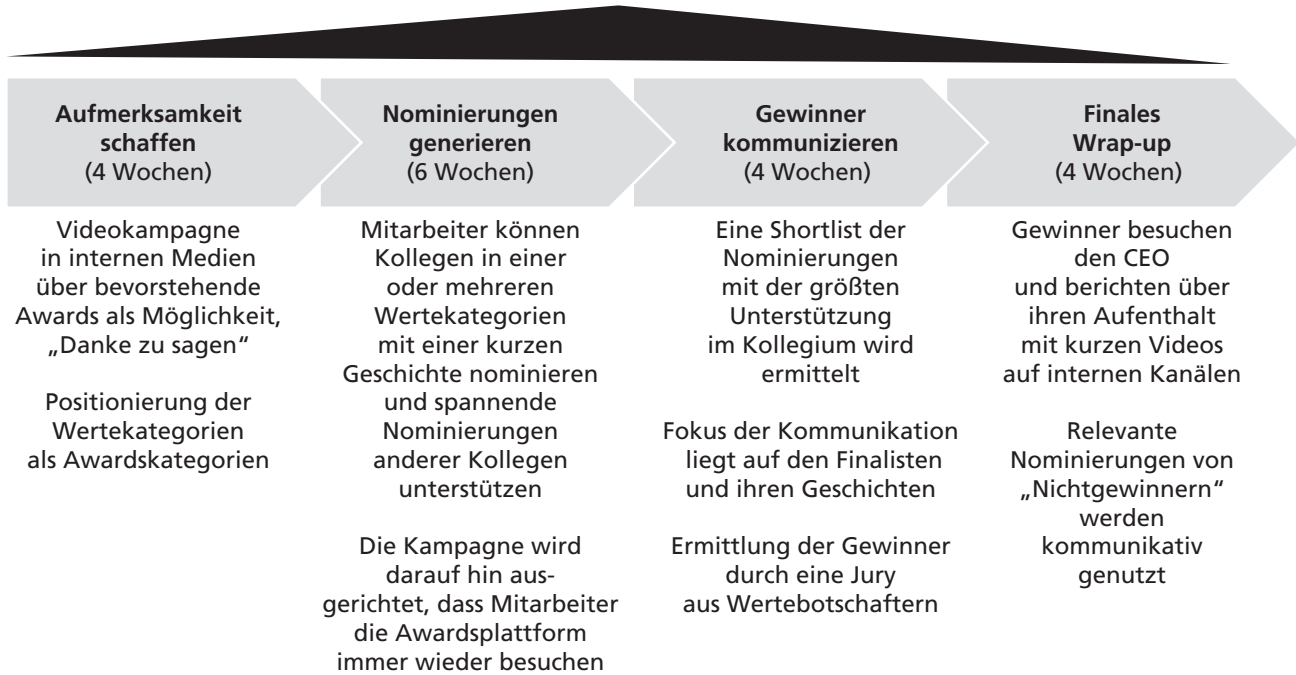 Aufmerksamkeit
schaffen
(4 Wochen)
Videokampagne
in internen Medien
über bevorstehende
Awards als Möglichkeit,
„Danke zu sagen“
Positionierung der
Wertekategorien
als Awardskategorien
Nominierungen
generieren
(6 Wochen)
Mitarbeiter können
Kollegen in einer
oder mehreren
Wertekategorien
mit einer kurzen
Geschichte nominieren
und spannende
Nominierungen
anderer Kollegen
unterstützen
Die Kampagne wird
darauf hin aus-
gerichtet, dass Mitarbeiter
die Awardsplattform
immer wieder besuchen
Gewinner
kommunizieren
(4 Wochen)
Eine Shortlist der
Nominierungen
mit der größten
Unterstützung
im Kollegium wird
ermittelt
Fokus der Kommunikation
liegt auf den Finalisten
und ihren Geschichten
Ermittlung der Gewinner
durch eine Jury
aus Wertebotschaftern
Finales
Wrap-up
(4 Wochen)
Gewinner besuchen
den CEO
und berichten über
ihren Aufenthalt
mit kurzen Videos
auf internen Kanälen
Relevante
Nominierungen von
„Nichtgewinnern“
werden
kommunikativ
genutzt